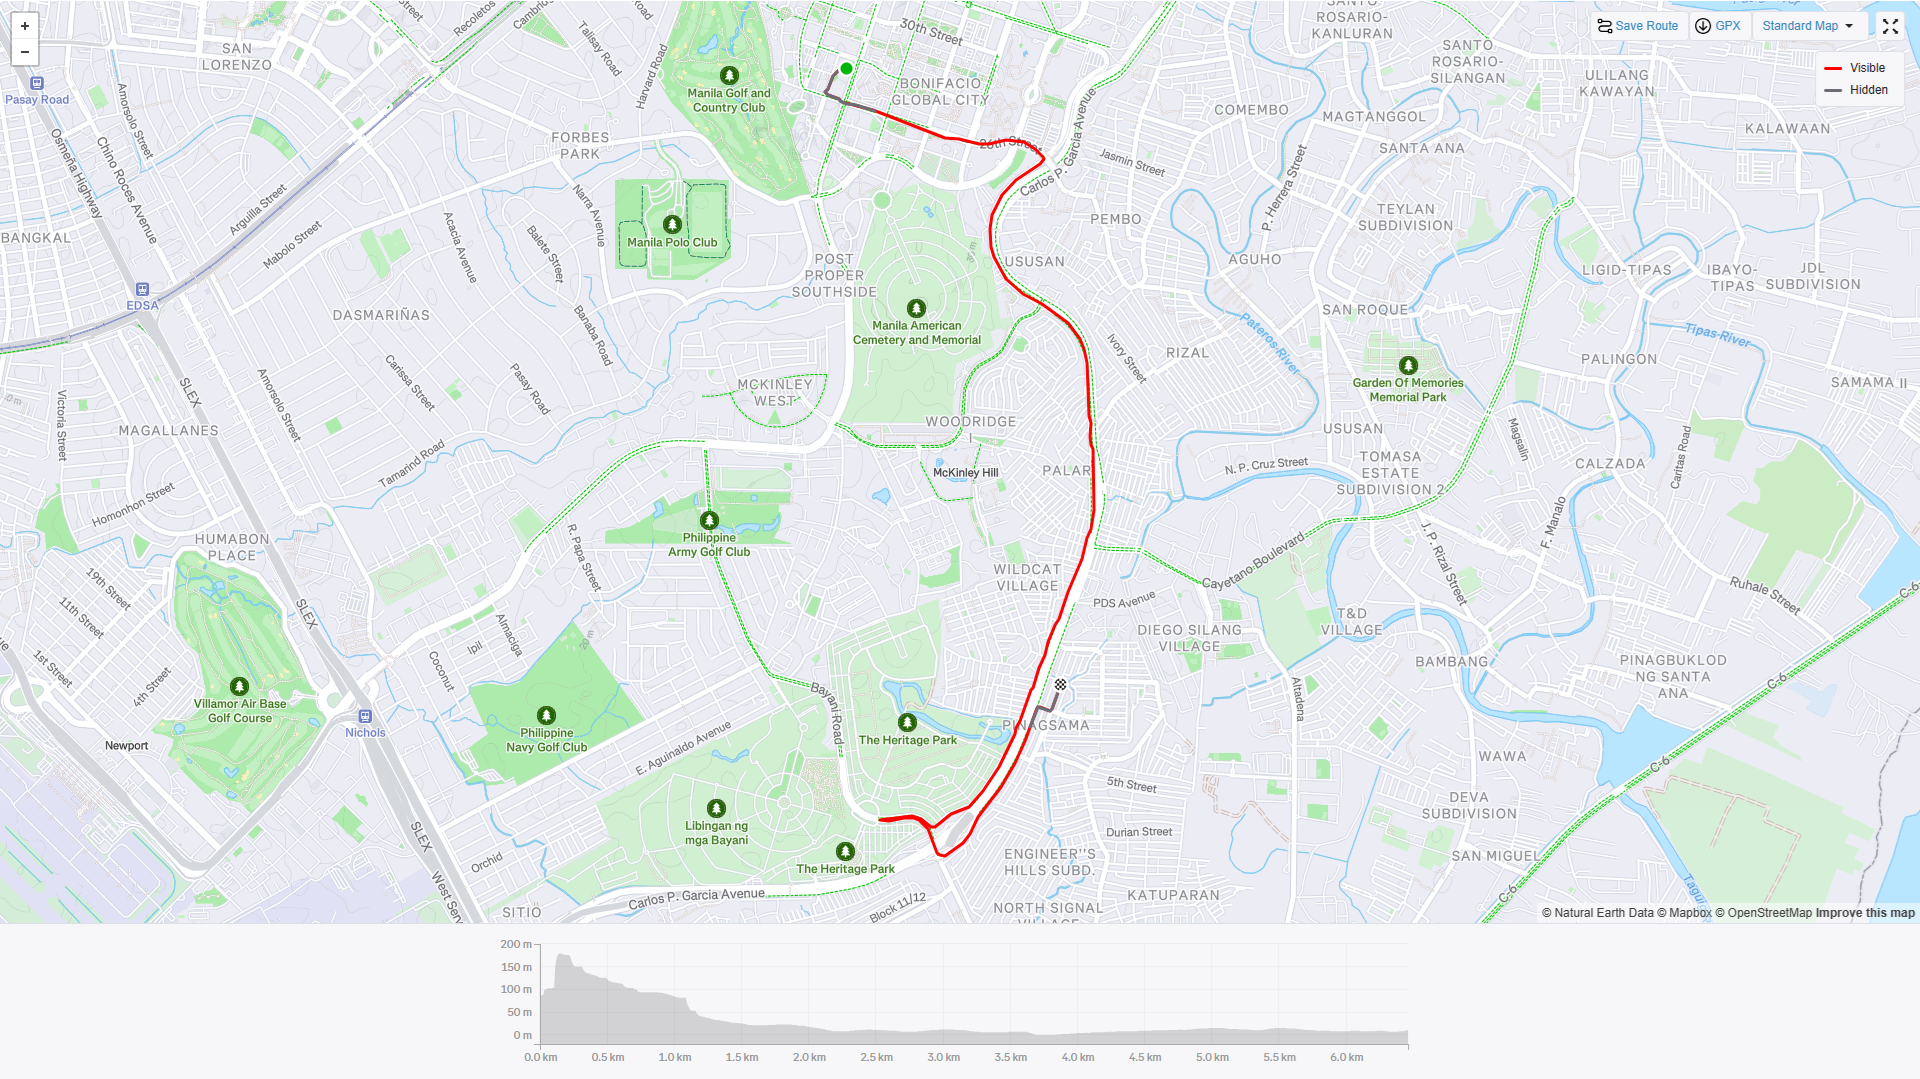 +
−
Save Route
GPX
Standard Map
Visible
Hidden
Street
Recoletos
Cambridge
Talisay Road
Road
Harvard Road
30th Street
SANTO
ROSARIO-
KANLURAN
SANTO
ROSARIO-
SILANGAN
ULILANG
KAWAYAN
SAN
LORENZO
Pasay Road
Amorsolo Street
Manila Golf and
Country Club
BONIFACIO
GLOBAL CITY
COMEMBO
MAGTANGGOL
KALAWAAN
Osmeña Highway
Chino Roces Avenue
FORBES
PARK
26th Street
Carlos P. Garcia Avenue
Jasmin Street
SANTA ANA
P. Herrera Street
Arquilla Street
Mabolo Street
Narra Avenue
Acacia Avenue
Balete Street
Manila Polo Club
PEMBO
TEYLAN
SUBDIVISION
BANGKAL
POST
PROPER
SOUTHSIDE
USUSAN
AGUHO
LIGID-TIPAS
IBAYO-
TIPAS
JDL
SUBDIVISION
EDSA
DASMARIÑAS
Banaba Road
Manila American
Cemetery and Memorial
SAN ROQUE
Pateros River
Tipas River
Ivory Street
RIZAL
PALINGON
Garden Of Memories
Memorial Park
SAMAMA II
SLEX
Carissa Street
Pasay Road
MCKINLEY
WEST
Victoria Street
Amorsolo Street
MAGALLANES
WOODRIDGE
I
USUSAN
Magsalin
Caritas Road
Tamarind Road
McKinley Hill
PALAR
N. P. Cruz Street
TOMASA
ESTATE
SUBDIVISION 2
CALZADA
Homonhon Street
Philippine
Army Golf Club
F. Manalo
J. P. Rizal Street
HUMABON
PLACE
R. Papa Street
WILDCAT
VILLAGE
Cayetano Boulevard
Ruhale Street
C-6
19th Street
11th Street
SLEX
PDS Avenue
T&D
VILLAGE
DIEGO SILANG
VILLAGE
Almaciga
Ipil
20 m
1st Street
4th Street
Coconut
BAMBANG
PINAGBUKLOD
NG SANTA
ANA
C-6
Villamor Air Base
Golf Course
Bayani Road
Altadena
Nichols
Philippine
Navy Golf Club
The Heritage Park
PINAGSAMA
Newport
E. Aguinaldo Avenue
WAWA
C-6
5th Street
DEVA
SUBDIVISION
Libingan ng
mga Bayani
Durian Street
SLEX
Orchid
The Heritage Park
ENGINEER''S
HILLS SUBD.
SAN MIGUEL
West Serv
Carlos P. Garcia Avenue
Block 11/12
KATUPARAN
C-6
SITIO
NORTH SIGNAL
VILLAGE
© Natural Earth Data © Mapbox © OpenStreetMap Improve this map
200 m
150 m
100 m
50 m
0 m
0.0 km 0.5 km 1.0 km 1.5 km 2.0 km 2.5 km 3.0 km 3.5 km 4.0 km 4.5 km 5.0 km 5.5 km 6.0 km